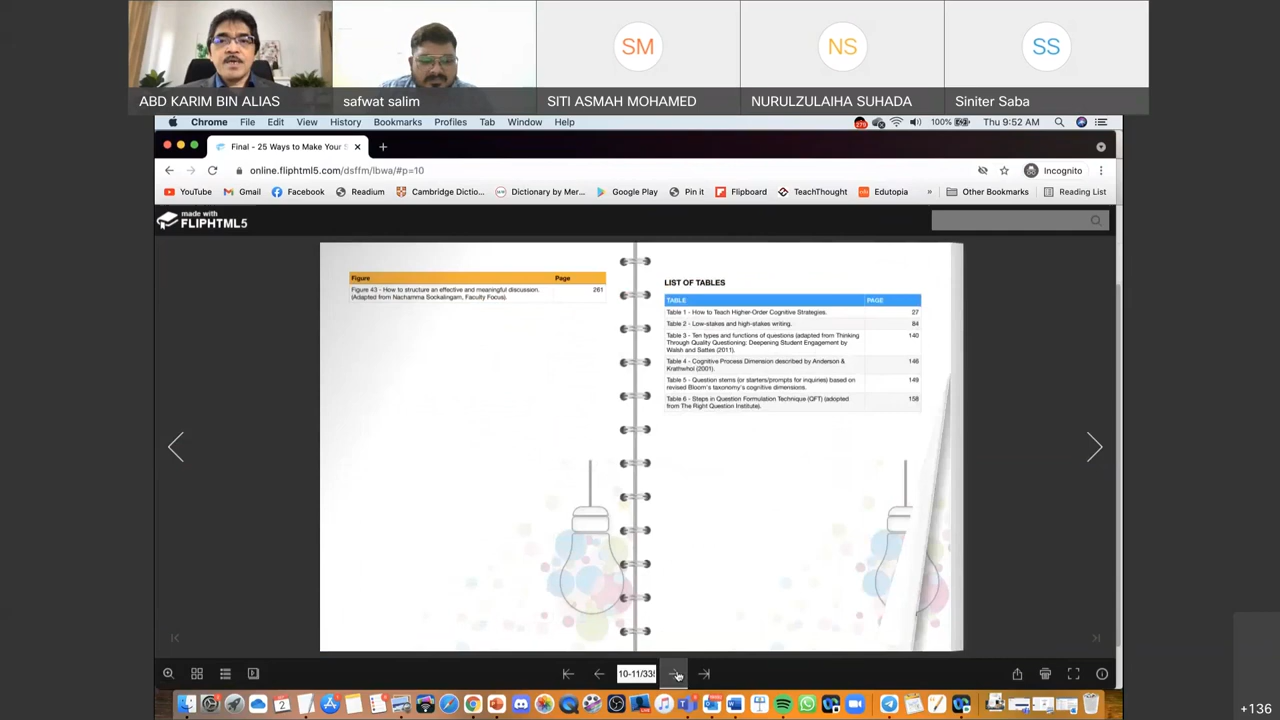 SM
NS
SS
ABD KARIM BIN ALIAS
safwat salim
SITI ASMAH MOHAMED
NURULZULAIHA SUHADA
Siniter Saba
Chrome File Edit View History Bookmarks Profiles Tab Window Help
100%
Thu 9:52 AM
Final - 25 Ways to Make Your S
online.fliphtml5.com/dsffm/lbwa/#p=10
Incognito
YouTube
Gmail
Facebook
Readium
Cambridge Dictio...
Dictionary by Mer...
Google Play
Pin it
Flipboard
TeachThought
Edutopia
»
Other Bookmarks
Reading List
made with
FLIPHTML5
Figure Page
Figure 43 - How to structure an effective and meaningful discussion. 261
(Adapted from Nachamma Sockalingam, Faculty Focus).
LIST OF TABLES
TABLE PAGE
Table 1 - How to Teach Higher-Order Cognitive Strategies. 27
Table 2 - Low-stakes and high-stakes writing. 84
Table 3 - Ten types and functions of questions (adapted from Thinking 140
Through Quality Questioning: Deepening Student Engagement by
Walsh and Sattes (2011).
Table 4 - Cognitive Process Dimension described by Anderson & 146
Krathwhol (2001).
Table 5 - Question stems (or starters/prompts for inquiries) based on 149
revised Bloom's taxonomy's cognitive dimensions.
Table 6 - Steps in Question Formulation Technique (QFT) (adopted 158
from The Right Question Institute).
10-11/33
+136